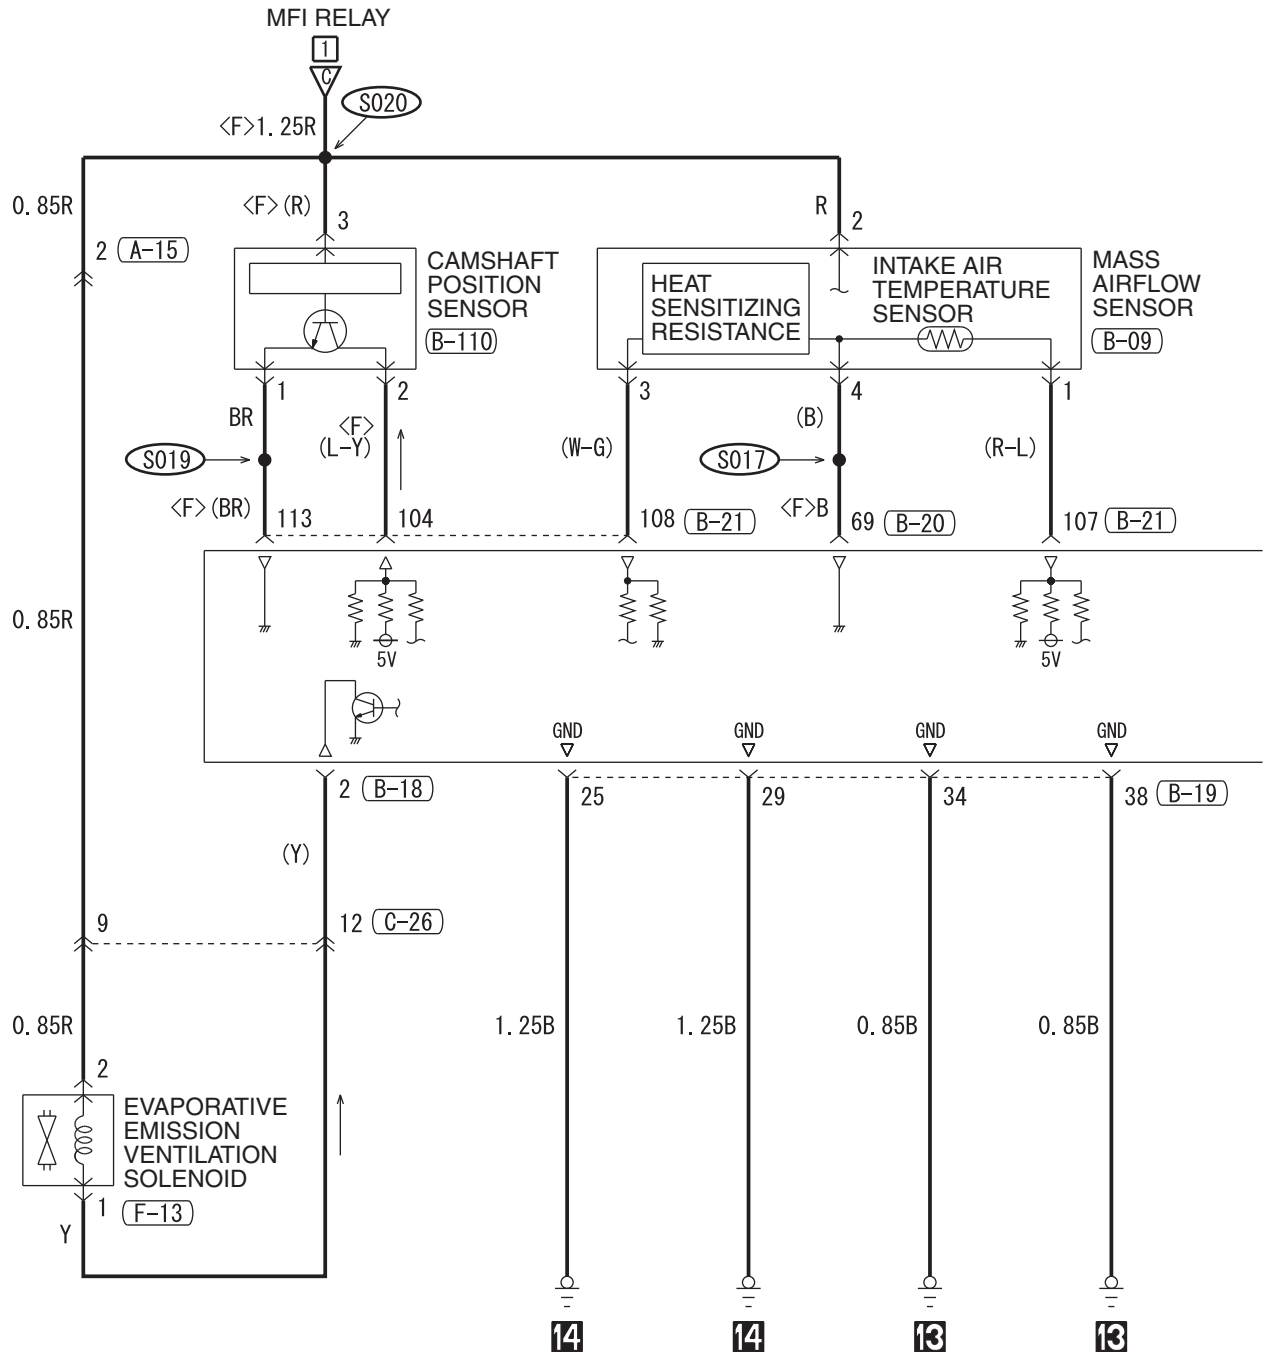 MFI RELAY
1
C
S020
<F>1.25R
0.85R
<F>(R)
3
R
2
2
A-15
CAMSHAFT
POSITION
SENSOR
B-110
HEAT
SENSITIZING
RESISTANCE
INTAKE AIR
TEMPERATURE
SENSOR
MASS
AIRFLOW
SENSOR
B-09
1
2
3
4
1
BR
<F>
(L-Y)
(W-G)
(B)
(R-L)
S019
S017
<F>(BR)
113
104
108
B-21
<F>B
69
B-20
107
B-21
0.85R
5V
5V
GND
GND
GND
GND
2
B-18
25
29
34
38
B-19
(Y)
9
12
C-26
0.85R
1.25B
1.25B
0.85B
0.85B
2
EVAPORATIVE
EMISSION
VENTILATION
SOLENOID
1
F-13
Y
14
14
13
13